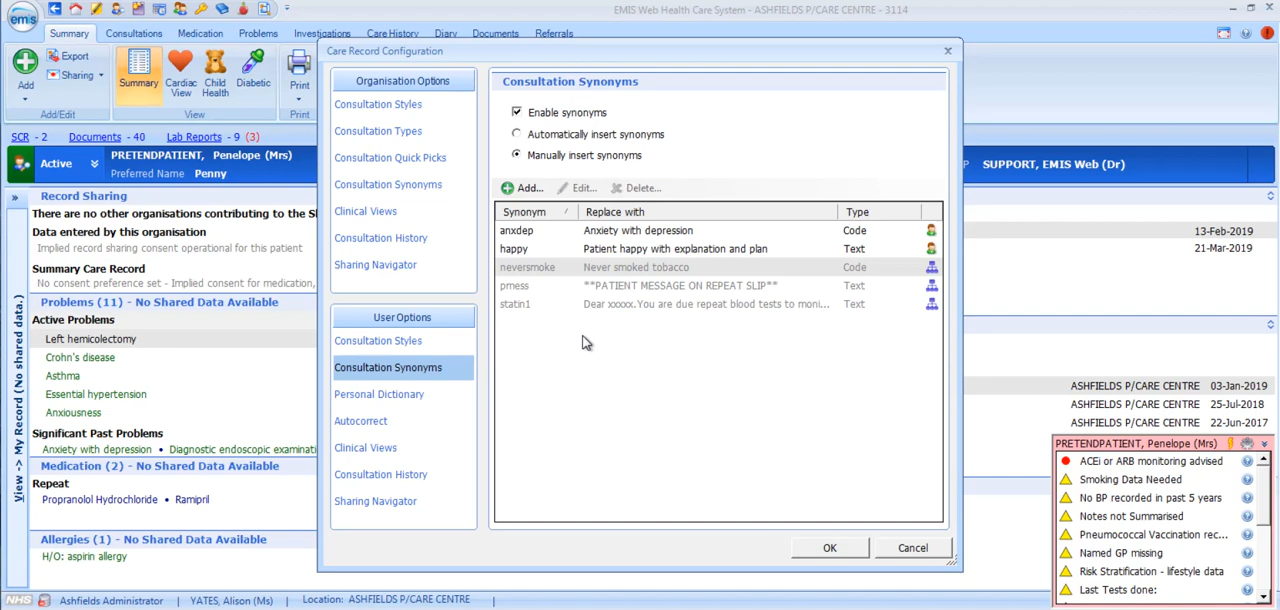 EMIS Web Health Care System - ASHFIELDS P/CARE CENTRE - 3114
emis
Summary Consultations Medication Problems Investigations Care History Diary Documents Referrals
Add
Export
Sharing
Summary
Cardiac View
Child Health
Diabetic
Print
Add/Edit View Print
SCR - 2 Documents - 40 Lab Reports - 9 (3)
Active
PRETENDPATIENT, Penelope (Mrs)
Preferred Name Penny
P SUPPORT, EMIS Web (Dr)
»
View -> My Record (No shared data.)
Record Sharing
There are no other organisations contributing to the S
Data entered by this organisation
Implied record sharing consent operational for this patient
Summary Care Record
No consent preference set - Implied consent for medication,
Problems (11) - No Shared Data Available
Active Problems
Left hemicolectomy
Crohn's disease
Asthma
Essential hypertension
Anxiousness
Significant Past Problems
Anxiety with depression • Diagnostic endoscopic examinati
Medication (2) - No Shared Data Available
Repeat
Propranolol Hydrochloride • Ramipril
Allergies (1) - No Shared Data Available
H/O: aspirin allergy
Care Record Configuration
Organisation Options
Consultation Styles
Consultation Types
Consultation Quick Picks
Consultation Synonyms
Clinical Views
Consultation History
Sharing Navigator
User Options
Consultation Styles
Consultation Synonyms
Personal Dictionary
Autocorrect
Clinical Views
Consultation History
Sharing Navigator
Consultation Synonyms
Enable synonyms
Automatically insert synonyms
Manually insert synonyms
Add... Edit... Delete...
Synonym Replace with Type
anxdep Anxiety with depression Code
happy Patient happy with explanation and plan Text
neversmoke Never smoked tobacco Code
pmess **PATIENT MESSAGE ON REPEAT SLIP** Text
statin1 Dear xxxxx.You are due repeat blood tests to moni... Text
OK Cancel
13-Feb-2019
21-Mar-2019
ASHFIELDS P/CARE CENTRE 03-Jan-2019
ASHFIELDS P/CARE CENTRE 25-Jul-2018
ASHFIELDS P/CARE CENTRE 22-Jun-2017
PRETENDPATIENT, Penelope (Mrs)
ACEi or ARB monitoring advised
Smoking Data Needed
No BP recorded in past 5 years
Notes not Summarised
Pneumococcal Vaccination rec...
Named GP missing
Risk Stratification - lifestyle data
Last Tests done:
NHS Ashfields Administrator YATES, Alison (Ms) Location: ASHFIELDS P/CARE CENTRE